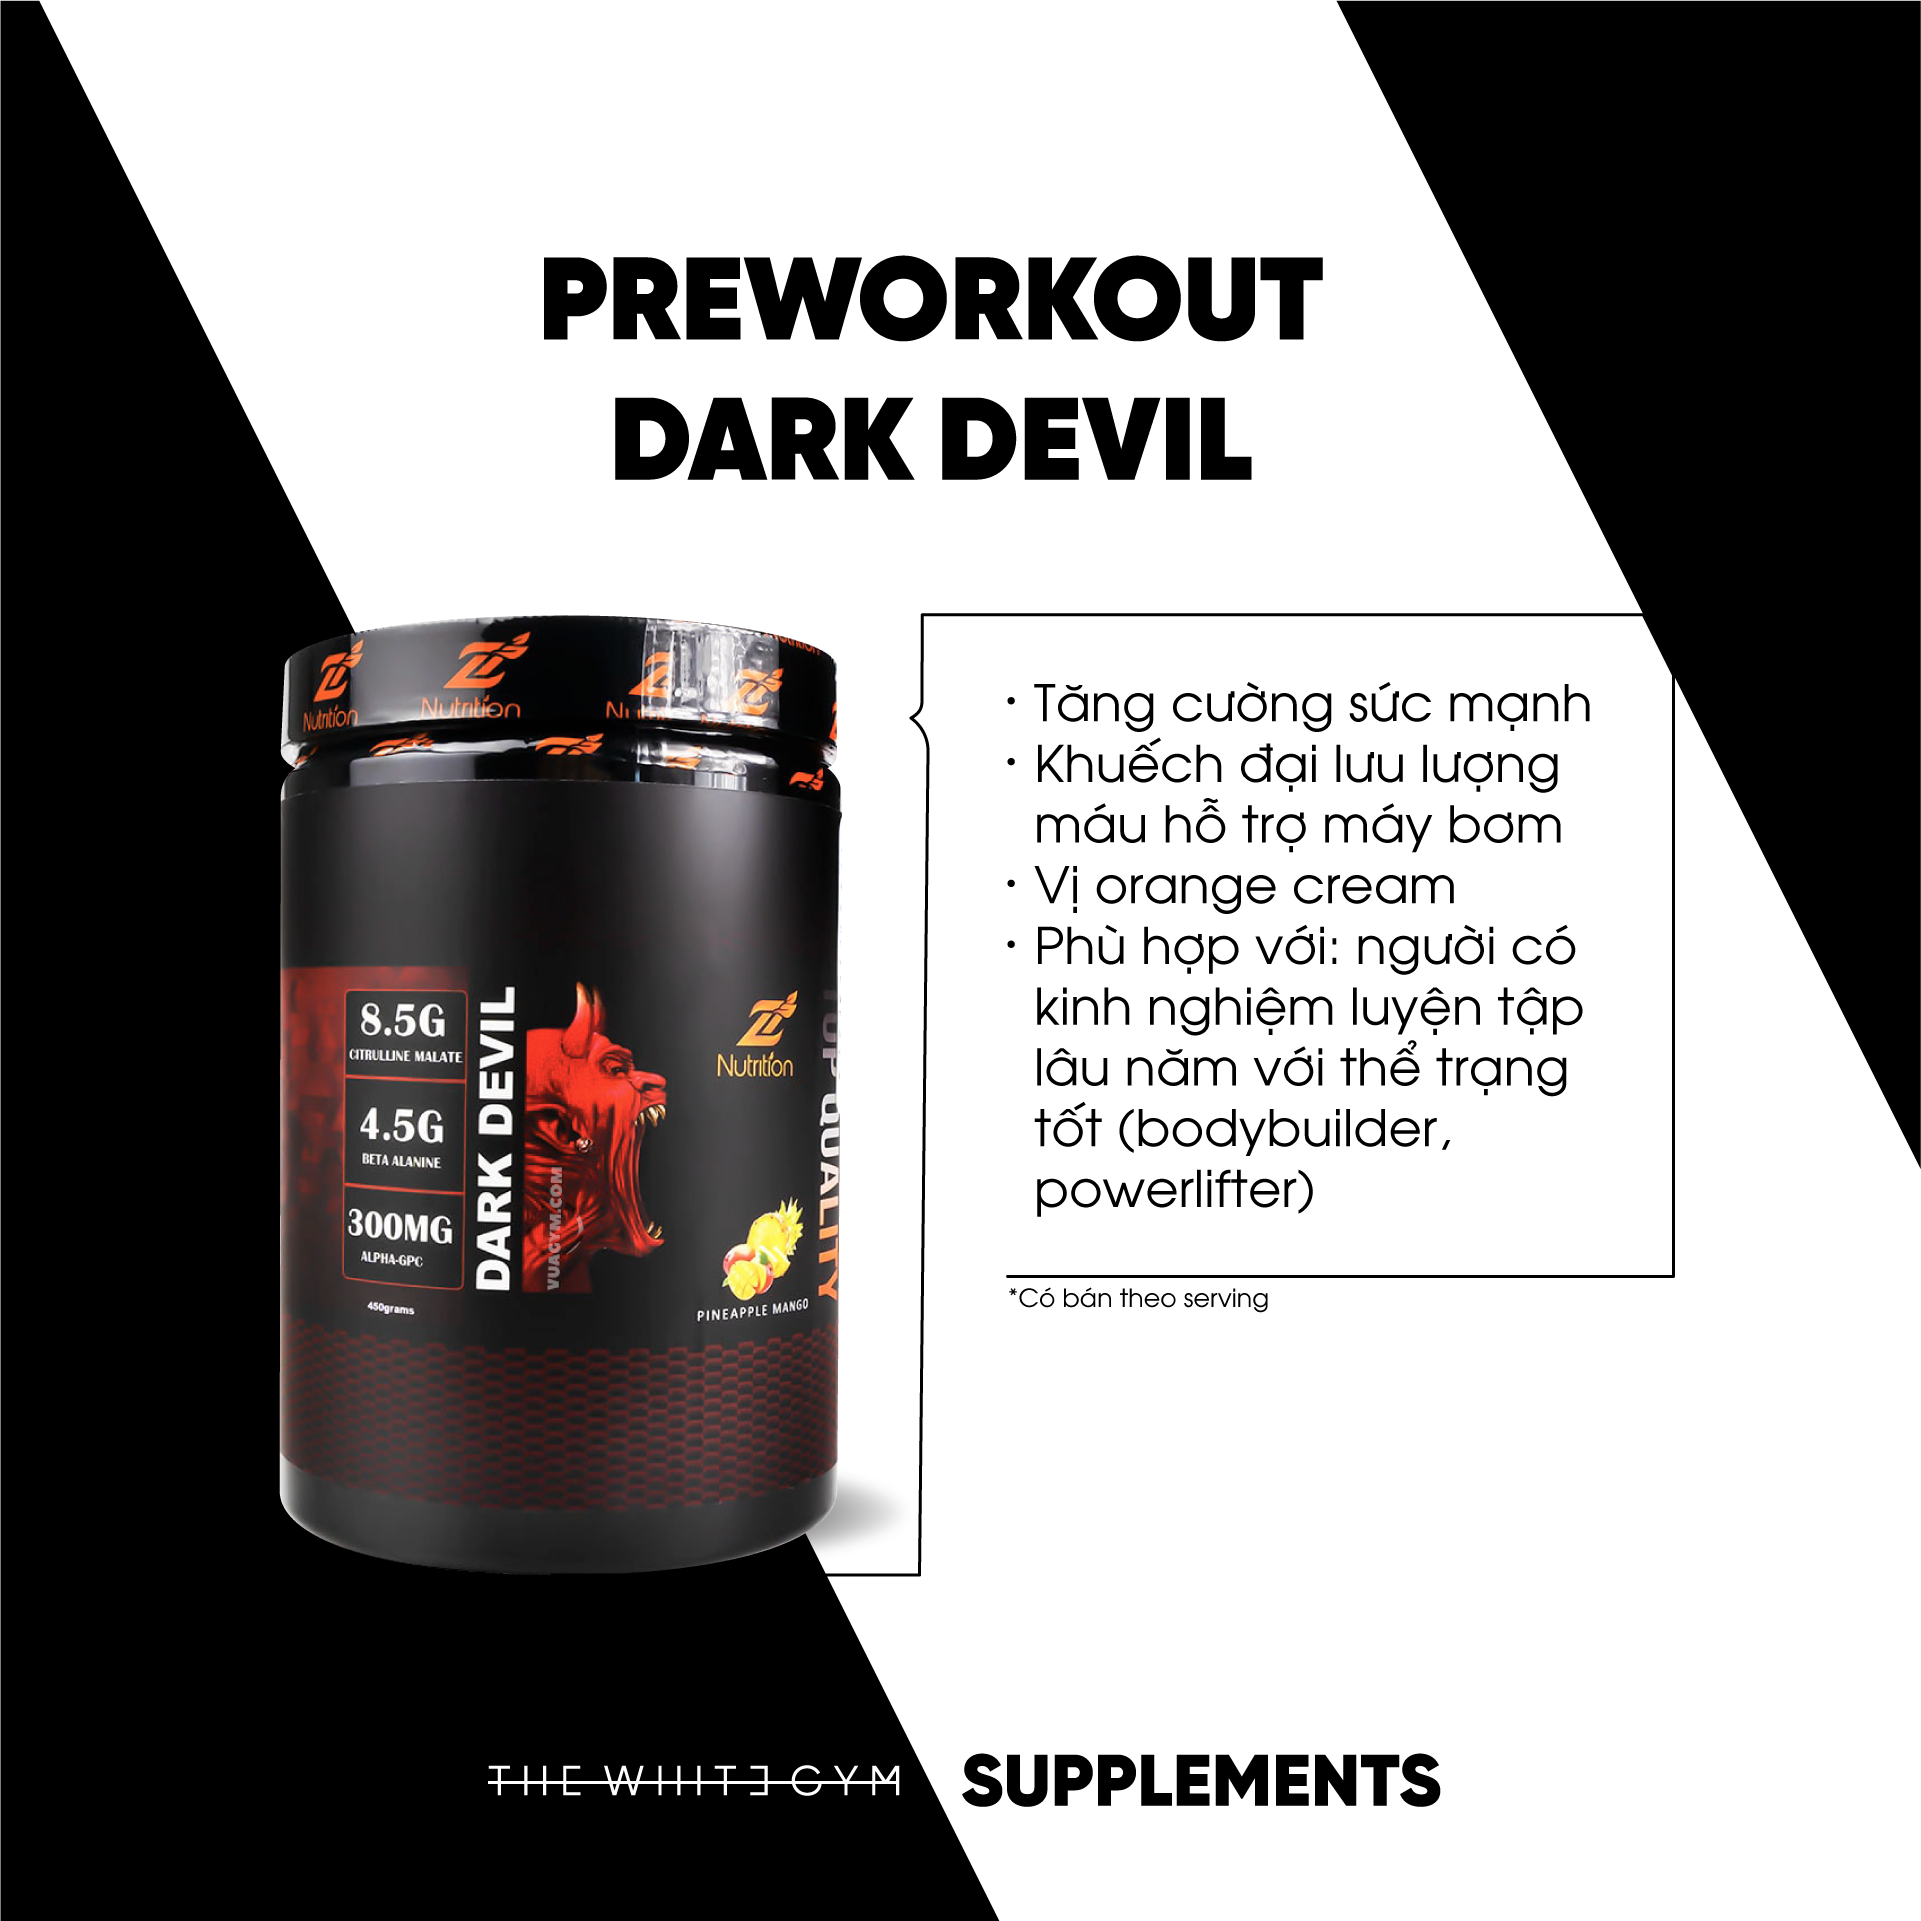 PREWORKOUT
DARK DEVIL
Nutrition
Nutrition
8.5G
CITRULLINE MALATE
4.5G
BETA ALANINE
300MG
ALPHA-GPC
450grams
DARK DEVIL
VUAGYM.COM
Nutrition
PINEAPPLE MANGO
TOP QUALITY
• Tăng cường sức mạnh
• Khuếch đại lưu lượng
máu hỗ trợ máy bơm
• Vị orange cream
• Phù hợp với: người có
kinh nghiệm luyện tập
lâu năm với thể trạng
tốt (bodybuilder,
powerlifter)
*Có bán theo serving
THE WHITE GYM
SUPPLEMENTS